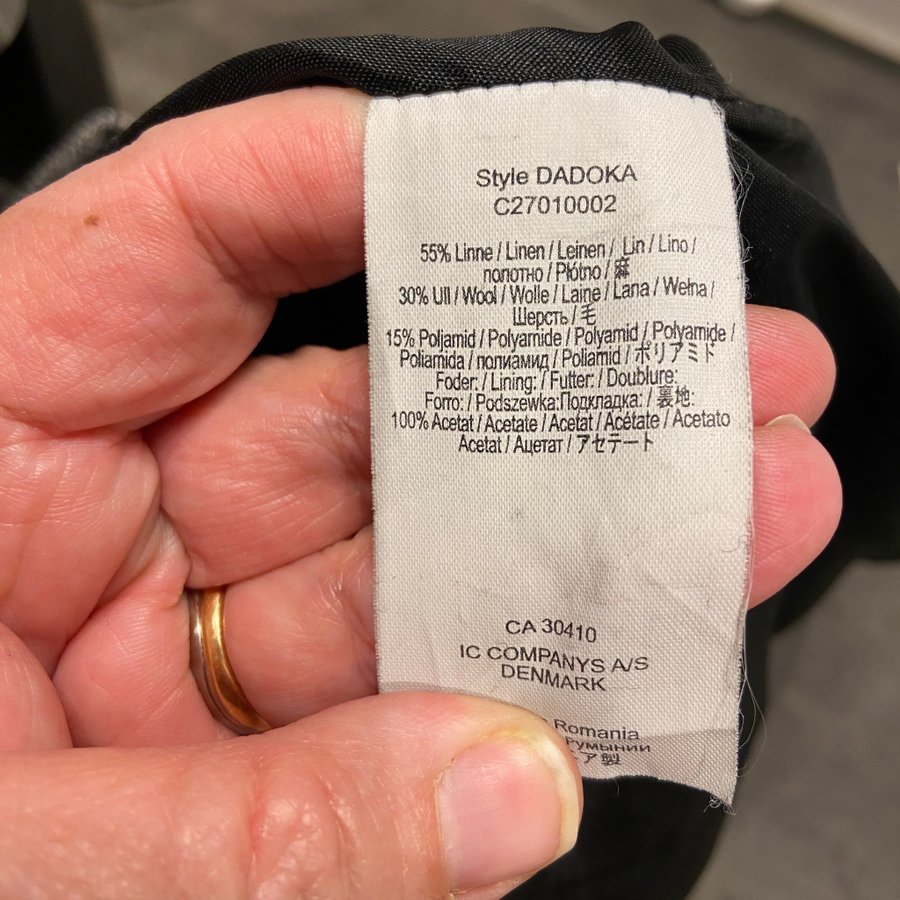 Style DADOKA
C27010002
55% Linne / Linen / Leinen / Lin / Lino /
полотно / Płótno / 麻
30% Ull / Wool / Wolle / Laine / Lana / Wełna /
Шерсть / 毛
15% Poljamid / Polyamide / Polyamid / Polyamide /
Poliamida / полиамид / Poliamid / ポリアミド
Foder: / Lining: / Futter: / Doublure:
Forro: / Podszewka:Подкладка: / 裏地:
100% Acetat / Acetate / Acetat / Acétate / Acetato
Acetat / Ацетат / アセテート
CA 30410
IC COMPANYS A/S
DENMARK
Romania
Румынии
ア製